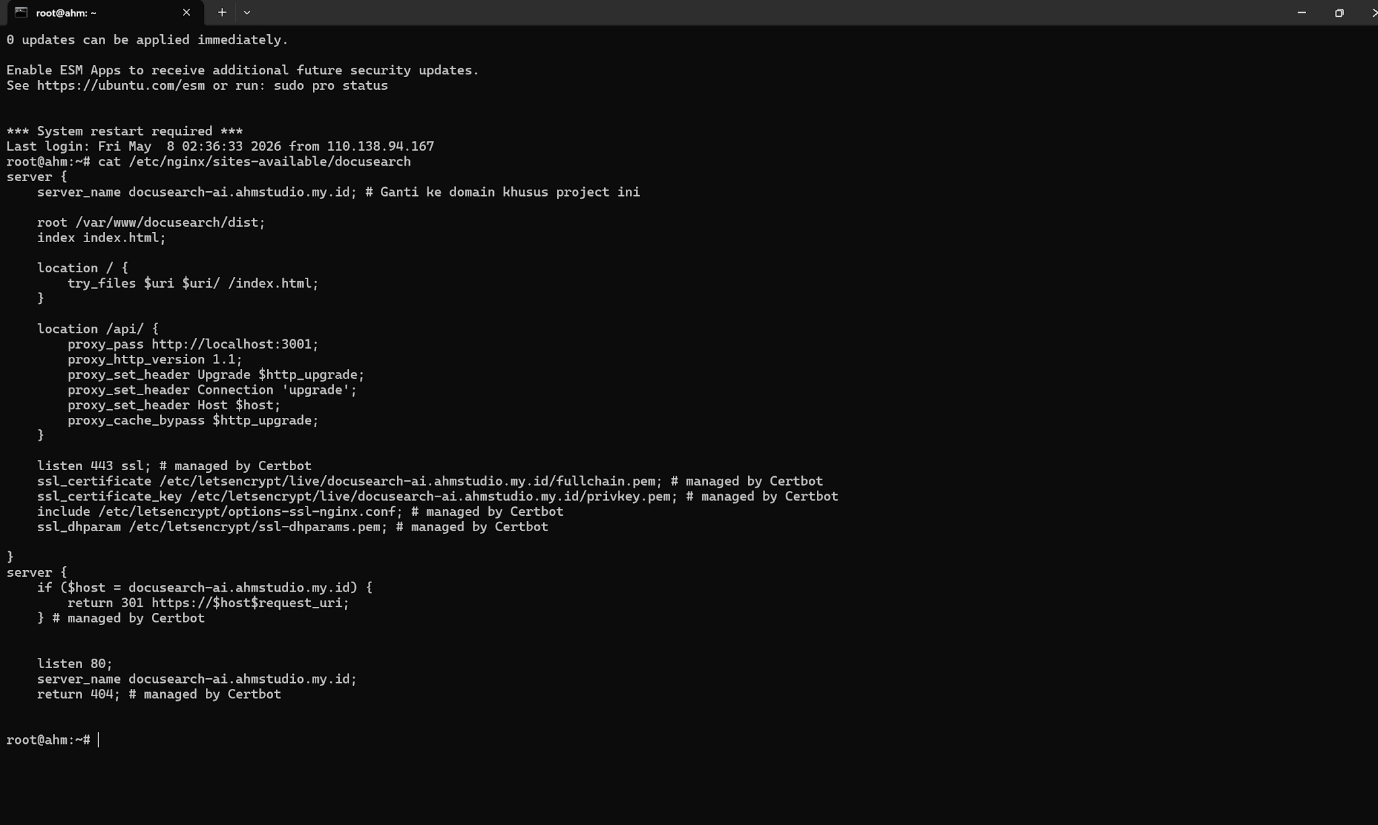 root@ahm: ~
0 updates can be applied immediately.
Enable ESM Apps to receive additional future security updates.
See https://ubuntu.com/esm or run: sudo pro status
*** System restart required ***
Last login: Fri May  8 02:36:33 2026 from 110.138.94.167
root@ahm:~# cat /etc/nginx/sites-available/docusearch
server {
    server_name docusearch-ai.ahmstudio.my.id; # Ganti ke domain khusus project ini
    root /var/www/docusearch/dist;
    index index.html;
    location / {
        try_files $uri $uri/ /index.html;
    }
    location /api/ {
        proxy_pass http://localhost:3001;
        proxy_http_version 1.1;
        proxy_set_header Upgrade $http_upgrade;
        proxy_set_header Connection 'upgrade';
        proxy_set_header Host $host;
        proxy_cache_bypass $http_upgrade;
    }
    listen 443 ssl; # managed by Certbot
    ssl_certificate /etc/letsencrypt/live/docusearch-ai.ahmstudio.my.id/fullchain.pem; # managed by Certbot
    ssl_certificate_key /etc/letsencrypt/live/docusearch-ai.ahmstudio.my.id/privkey.pem; # managed by Certbot
    include /etc/letsencrypt/options-ssl-nginx.conf; # managed by Certbot
    ssl_dhparam /etc/letsencrypt/ssl-dhparams.pem; # managed by Certbot
}
server {
    if ($host = docusearch-ai.ahmstudio.my.id) {
        return 301 https://$host$request_uri;
    } # managed by Certbot
    listen 80;
    server_name docusearch-ai.ahmstudio.my.id;
    return 404; # managed by Certbot
root@ahm:~#